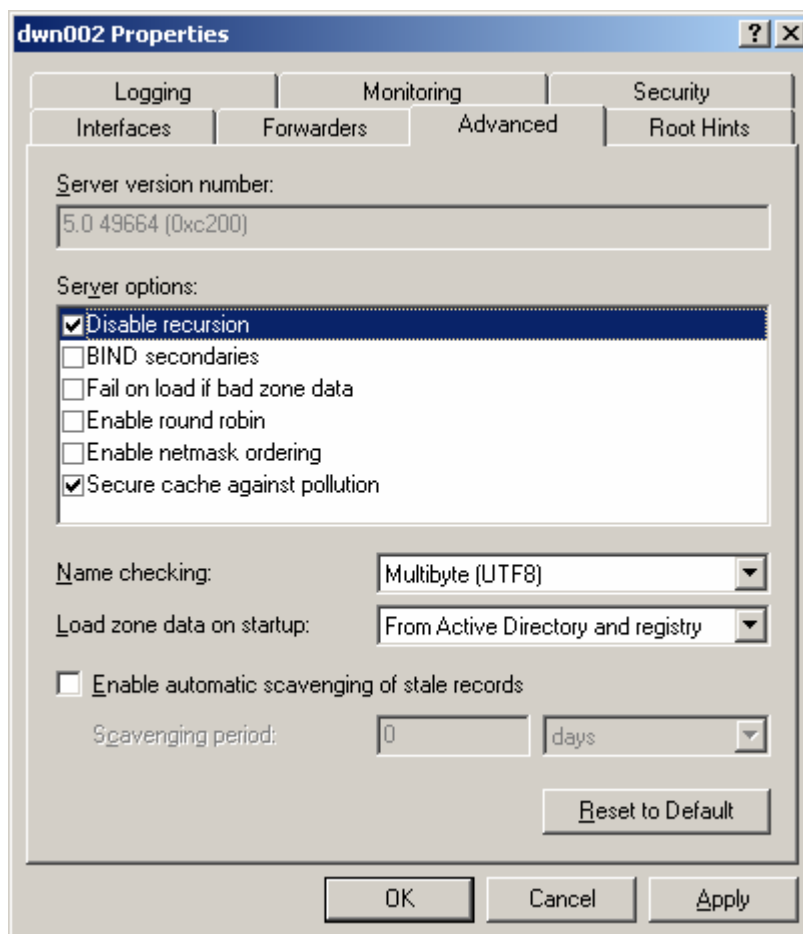 dwn002 Properties
Logging Monitoring Security
Interfaces Forwarders Advanced Root Hints
Server version number:
5.0 49664 (0xc200)
Server options:
Disable recursion
BIND secondaries
Fail on load if bad zone data
Enable round robin
Enable netmask ordering
Secure cache against pollution
Name checking: Multibyte (UTF8)
Load zone data on startup: From Active Directory and registry
Enable automatic scavenging of stale records
Scavenging period: 0 days
Reset to Default
OK Cancel Apply